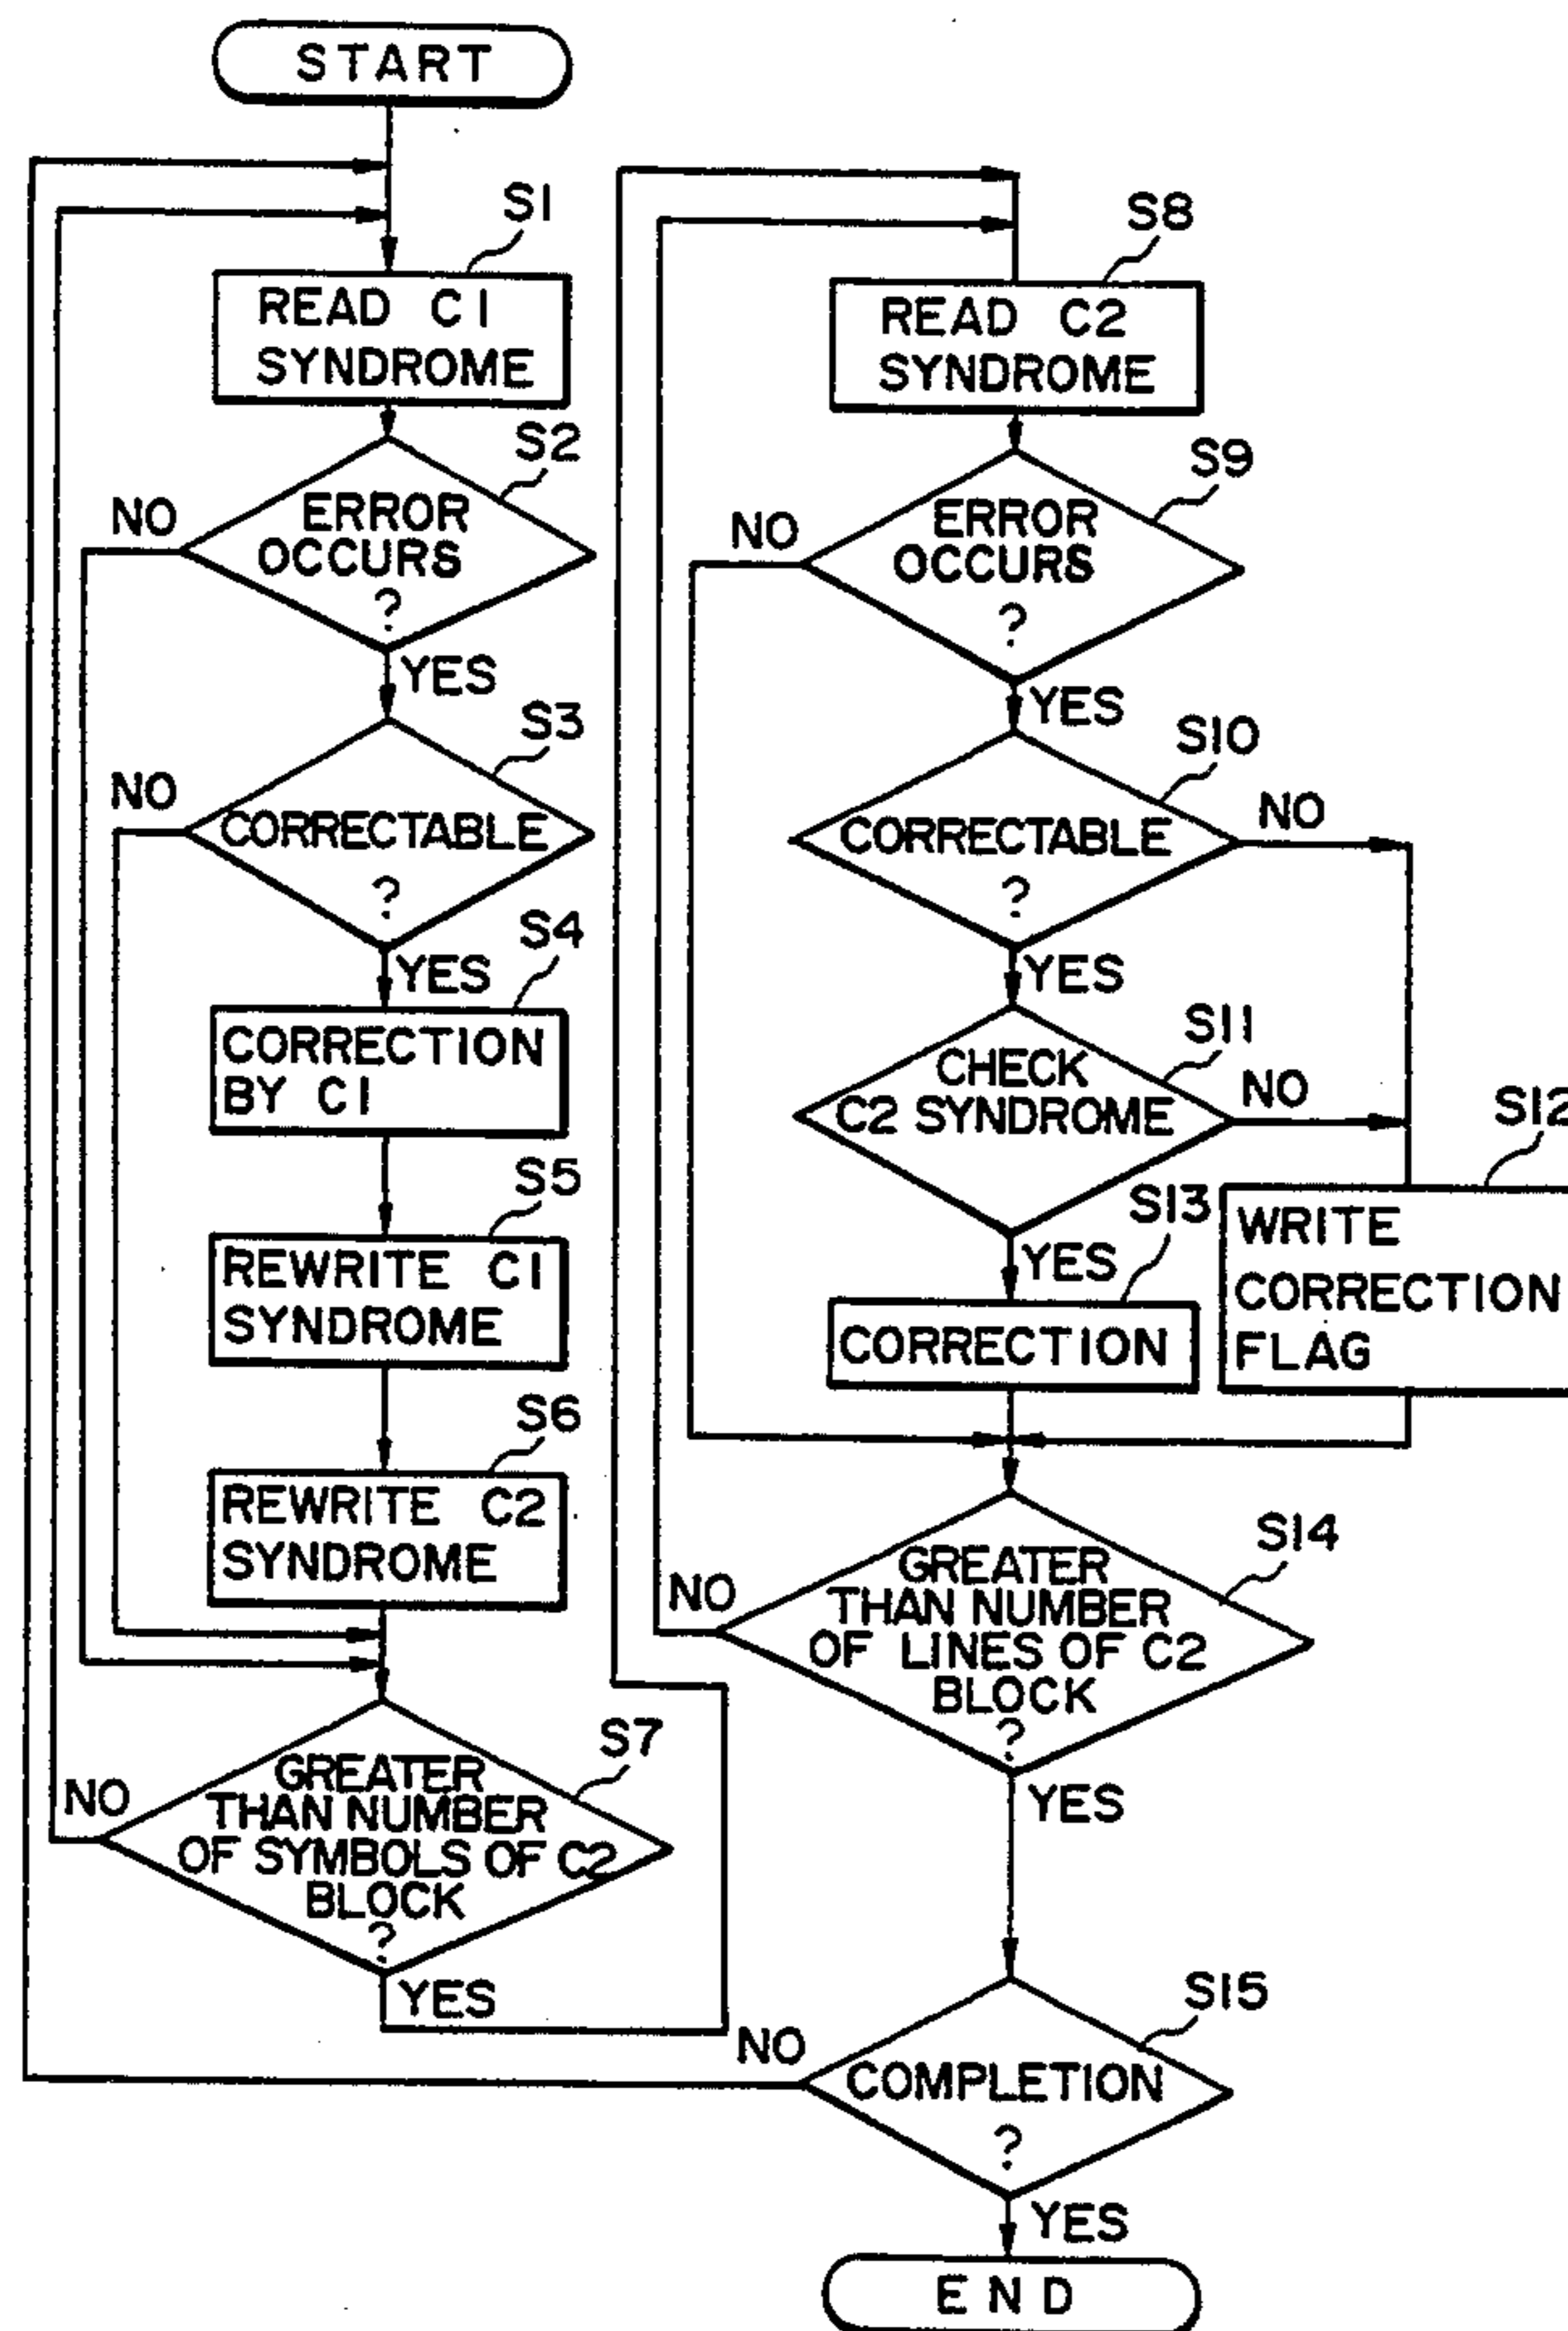 START
S1
READ C1
SYNDROME
S2
ERROR
OCCURS
?
NO
YES
S3
CORRECTABLE
?
NO
YES
S4
CORRECTION
BY C1
S5
REWRITE C1
SYNDROME
S6
REWRITE C2
SYNDROME
S7
GREATER
THAN NUMBER
OF SYMBOLS OF C2
BLOCK
?
NO
YES
S8
READ C2
SYNDROME
S9
ERROR
OCCURS
?
NO
YES
S10
CORRECTABLE
?
NO
YES
S11
CHECK
C2 SYNDROME
NO
YES
S12
WRITE
CORRECTION
FLAG
S13
CORRECTION
S14
GREATER
THAN NUMBER
OF LINES OF C2
BLOCK
?
NO
YES
S15
COMPLETION
?
NO
YES
END